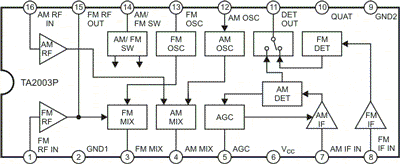 16 15 14 13 12 11 10 9
AM RF IN
FM RF OUT
AM/ FM SW
FM OSC
AM OSC
DET OUT
QUAT
GND2
AM RF
AM/ FM SW
FM OSC
AM OSC
FM DET
TA2003P
AM DET
FM RF
FM MIX
AM MIX
AGC
AM IF
FM IF
FM RF IN
GND1
FM MIX
AM MIX
AGC
Vcc
AM IF IN
FM IF IN
1 2 3 4 5 6 7 8